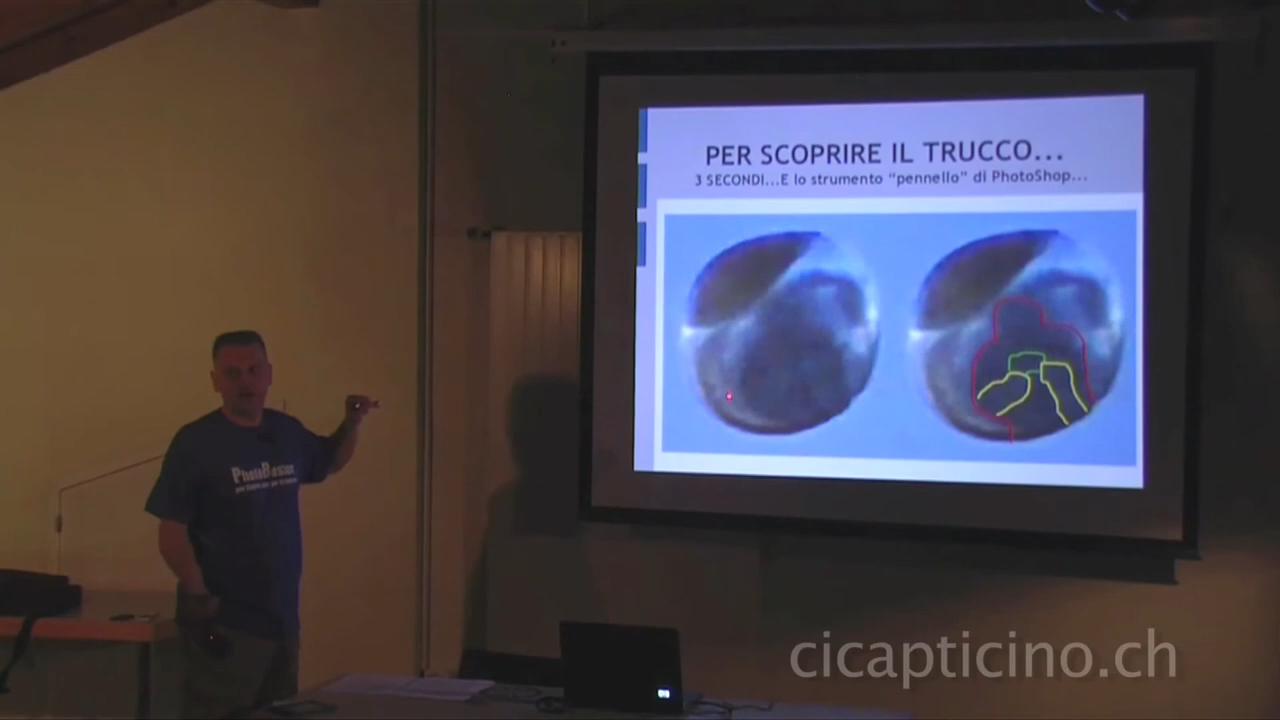 PER SCOPRIRE IL TRUCCO...
3 SECONDI...E lo strumento "pennello" di PhotoShop...
cicapticino.ch